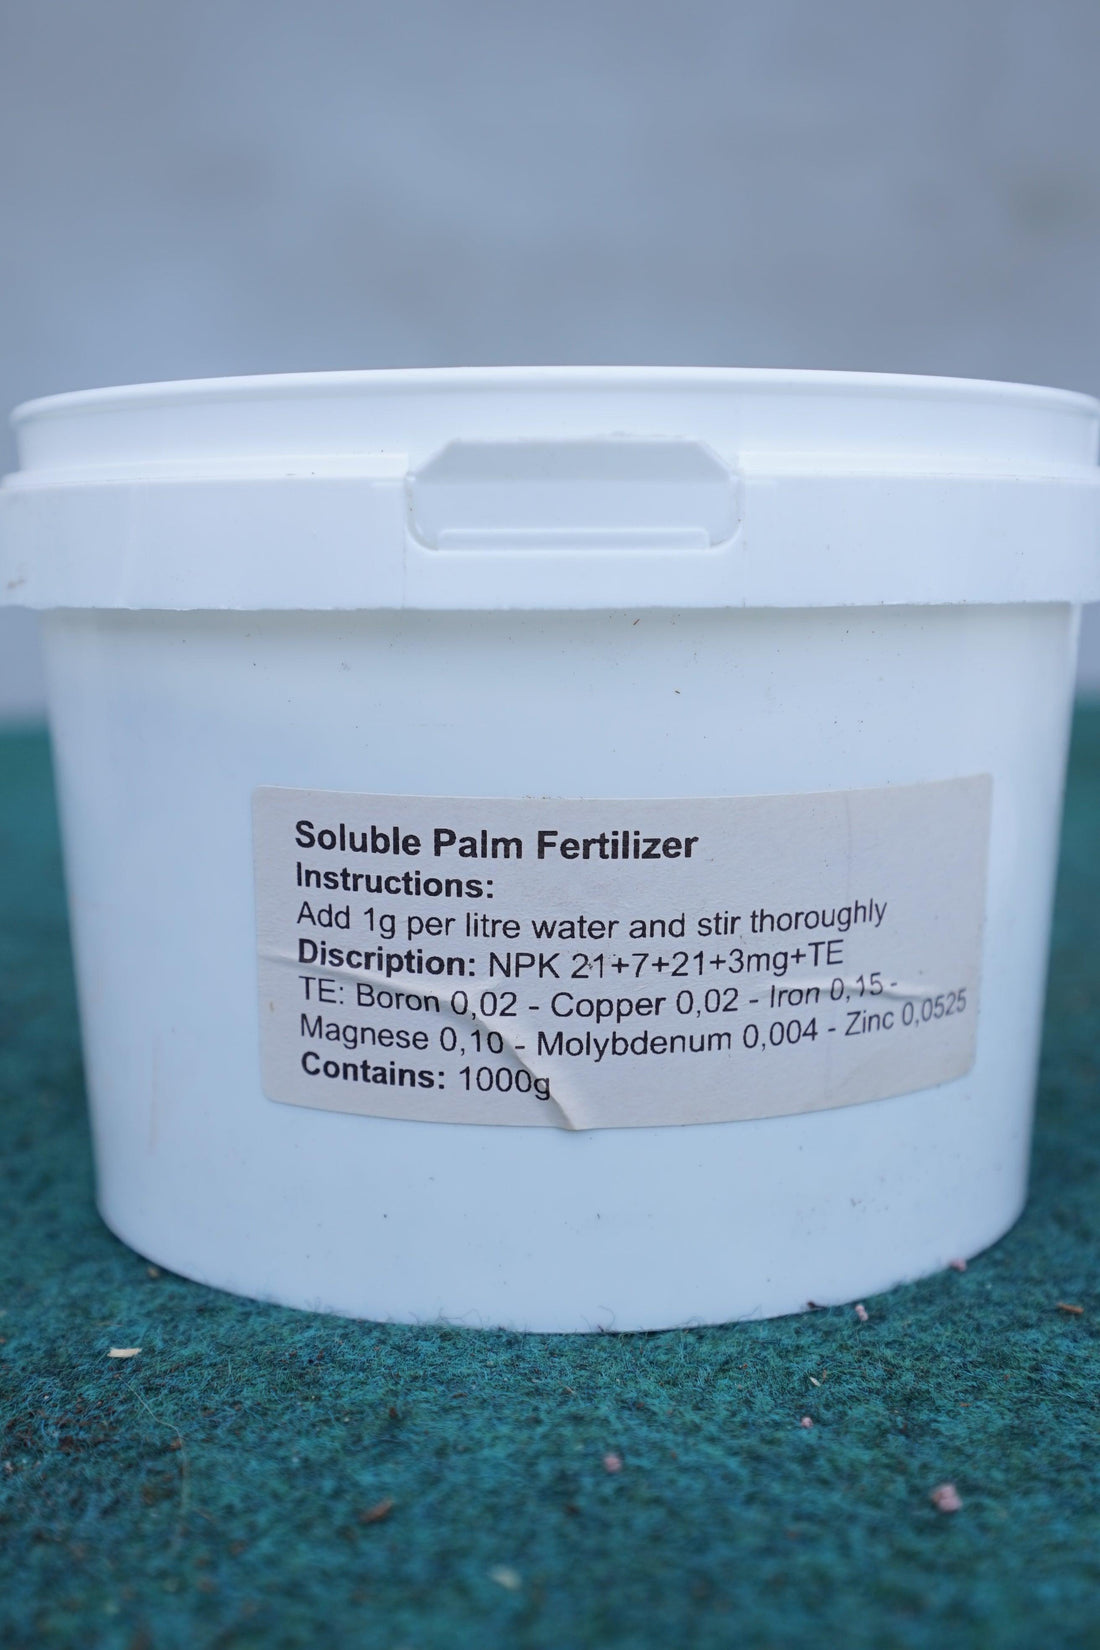 Soluble Palm Fertilizer
Instructions:
Add 1g per litre water and stir thoroughly
Discription: NPK 21+7+21+3mg+TE
TE: Boron 0,02 - Copper 0,02 - Iron 0,15 -
Magnese 0,10 - Molybdenum 0,004 - Zinc 0,0525
Contains: 1000g